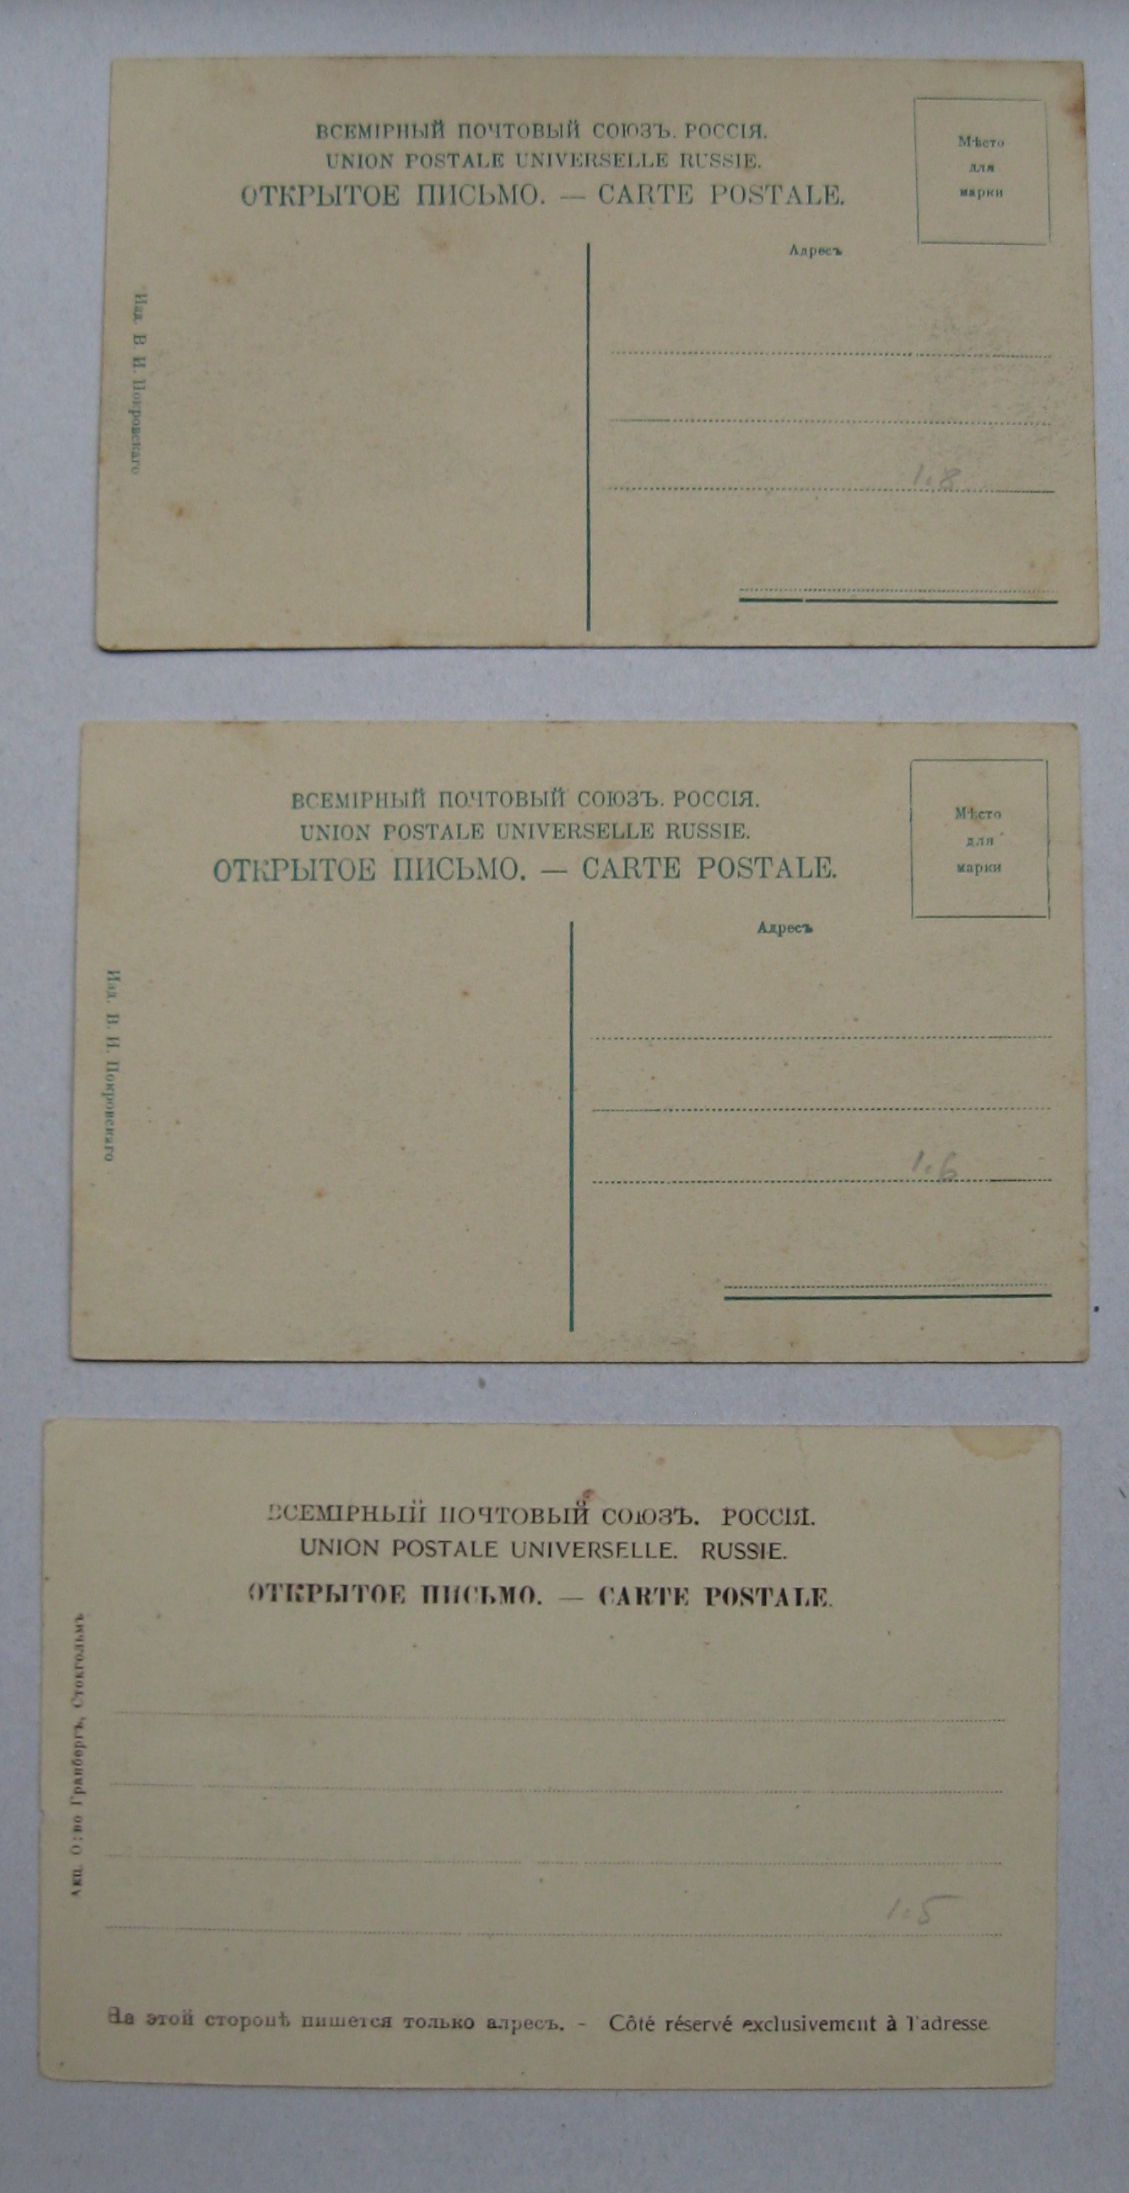 ВСЕМІРНЫЙ ПОЧТОВЫЙ СОЮЗЪ. РОССІЯ.
UNION POSTALE UNIVERSELLE RUSSIE.
ОТКРЫТОЕ ПИСЬМО. — CARTE POSTALE.
Мѣсто
для
марки
Адресъ
Изд. В. И. Покровскаго
1.8
ВСЕМІРНЫЙ ПОЧТОВЫЙ СОЮЗЪ. РОССІЯ.
UNION POSTALE UNIVERSELLE RUSSIE.
ОТКРЫТОЕ ПИСЬМО. — CARTE POSTALE.
Мѣсто
для
марки
Адресъ
Изд. В. И. Покровскаго
1.6
ВСЕМІРНЫЙ ПОЧТОВЫЙ СОЮЗЪ. РОССІЯ.
UNION POSTALE UNIVERSELLE. RUSSIE.
ОТКРЫТОЕ ПИСЬМО. — CARTE POSTALE.
Акц. О:во Гранбергъ, Стокгольмъ
1.5
На этой сторонѣ пишется только адресъ. - Côté réservé exclusivement à l'adresse